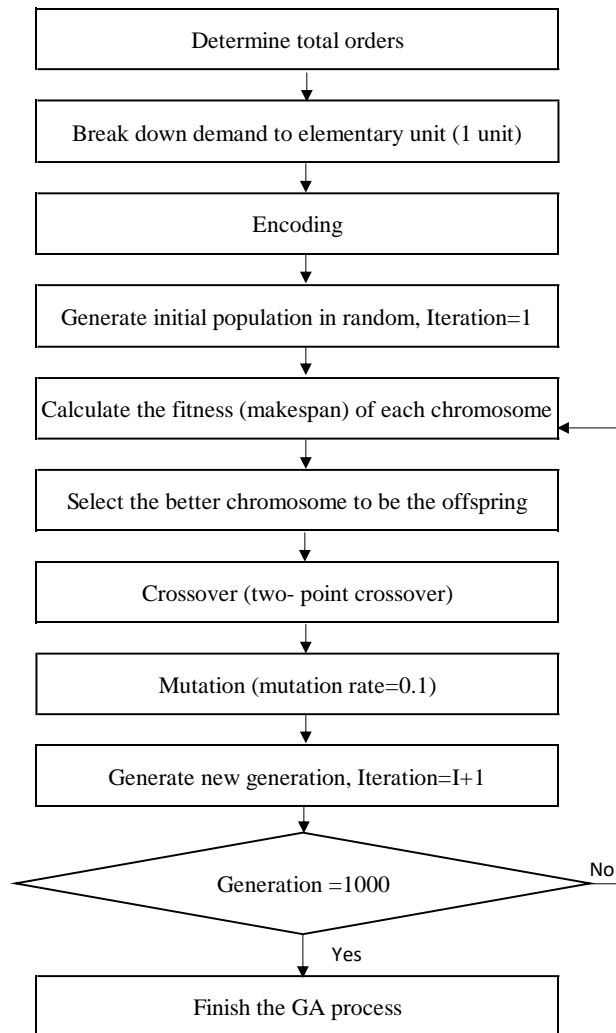 Determine total orders
Break down demand to elementary unit (1 unit)
Encoding
Generate initial population in random, Iteration=1
Calculate the fitness (makespan) of each chromosome
Select the better chromosome to be the offspring
Crossover (two- point crossover)
Mutation (mutation rate=0.1)
Generate new generation, Iteration=I+1
Generation =1000
No
Yes
Finish the GA process